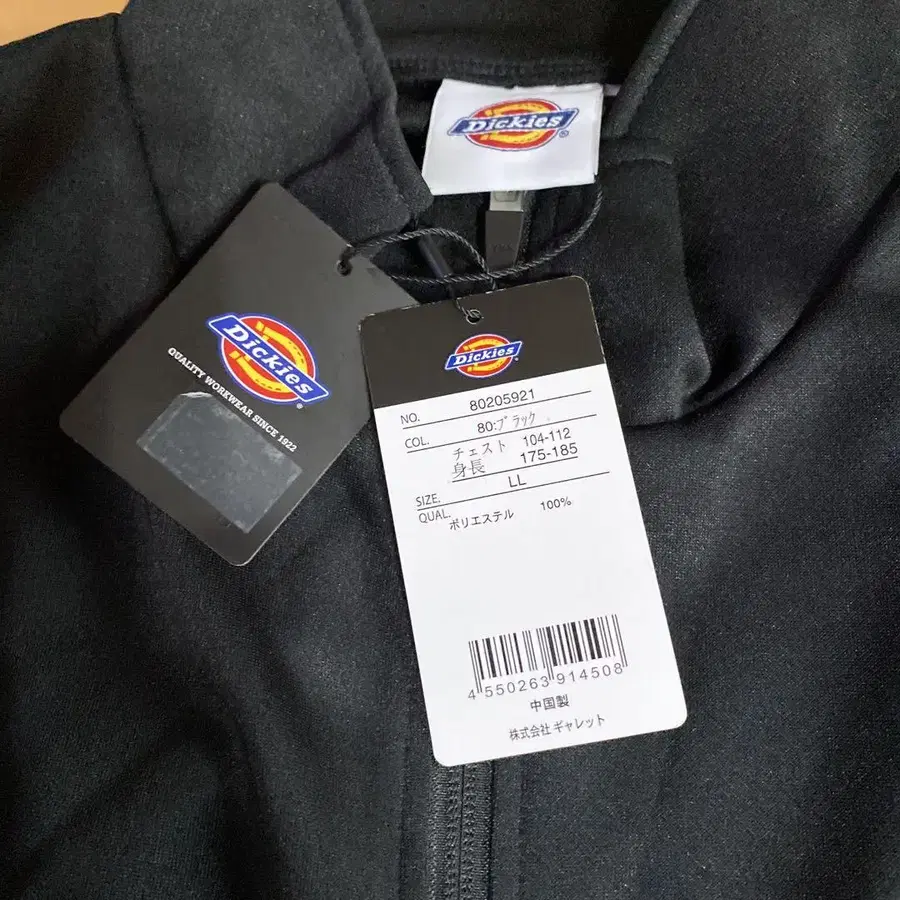 Dickies®
Dickies®
QUALITY WORKWEAR SINCE 1922
Dickies®
NO. 80205921
COL. 80:ブラック
チェスト 104-112
身長 175-185
SIZE. LL
QUAL. ポリエステル 100%
4 550263 914508
中国製
株式会社 ギャレット